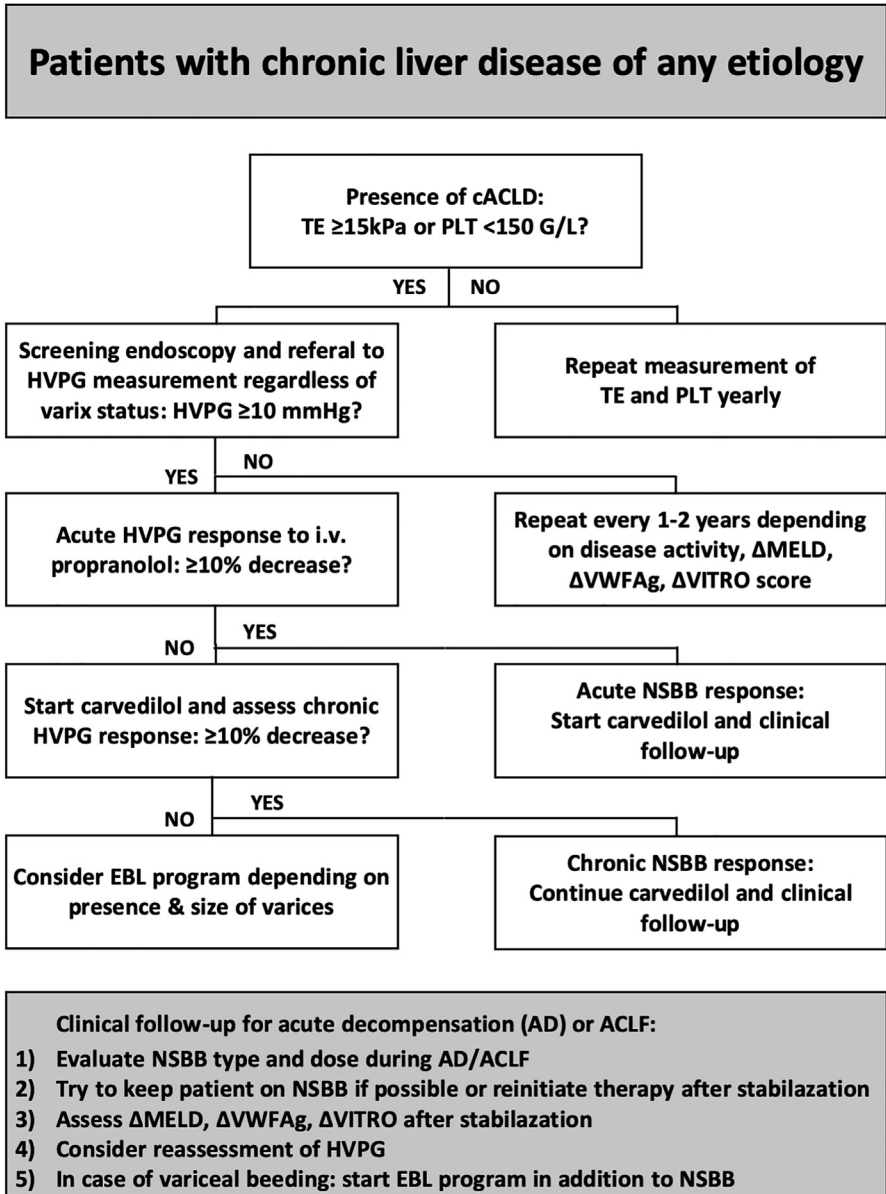 Patients with chronic liver disease of any etiology
Presence of cACLD:
TE ≥15kPa or PLT <150 G/L?
YES
NO
Screening endoscopy and referal to
HVPG measurement regardless of
varix status: HVPG ≥10 mmHg?
Repeat measurement of
TE and PLT yearly
NO
YES
Acute HVPG response to i.v.
propranolol: ≥10% decrease?
Repeat every 1-2 years depending
on disease activity, ΔMELD,
ΔVWFAg, ΔVITRO score
YES
NO
Start carvedilol and assess chronic
HVPG response: ≥10% decrease?
Acute NSBB response:
Start carvedilol and clinical
follow-up
YES
NO
Consider EBL program depending on
presence & size of varices
Chronic NSBB response:
Continue carvedilol and clinical
follow-up
Clinical follow-up for acute decompensation (AD) or ACLF:
1) Evaluate NSBB type and dose during AD/ACLF
2) Try to keep patient on NSBB if possible or reinitiate therapy after stabilazation
3) Assess ΔMELD, ΔVWFAg, ΔVITRO after stabilazation
4) Consider reassessment of HVPG
5) In case of variceal beeding: start EBL program in addition to NSBB